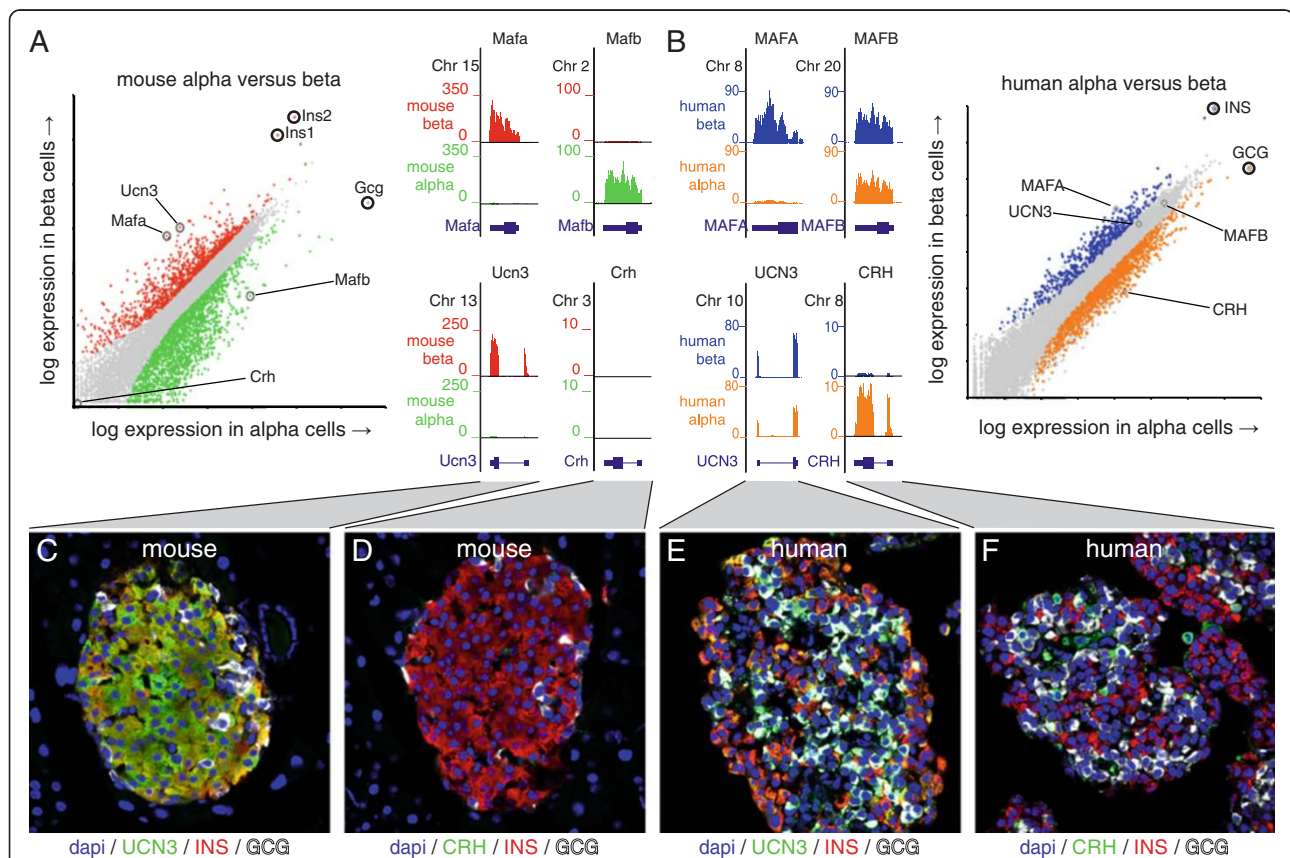 A
mouse alpha versus beta
log expression in beta cells →
log expression in alpha cells →
Ins2
Ins1
Gcg
Ucn3
Mafa
Mafb
Crh
Mafa
Chr 15
350
mouse beta
0
350
mouse alpha
0
Mafa
Mafb
Chr 2
100
0
100
0
Mafb
Ucn3
Chr 13
250
mouse beta
0
250
mouse alpha
0
Ucn3
Crh
Chr 3
10
0
10
0
Crh
B
MAFA
Chr 8
90
human beta
0
90
human alpha
0
MAFA
MAFB
Chr 20
90
0
90
0
MAFB
UCN3
Chr 10
80
human beta
0
80
human alpha
0
UCN3
CRH
Chr 8
10
0
10
0
CRH
human alpha versus beta
log expression in beta cells →
log expression in alpha cells →
INS
GCG
MAFA
UCN3
MAFB
CRH
C
mouse
dapi / UCN3 / INS / GCG
D
mouse
dapi / CRH / INS / GCG
E
human
dapi / UCN3 / INS / GCG
F
human
dapi / CRH / INS / GCG